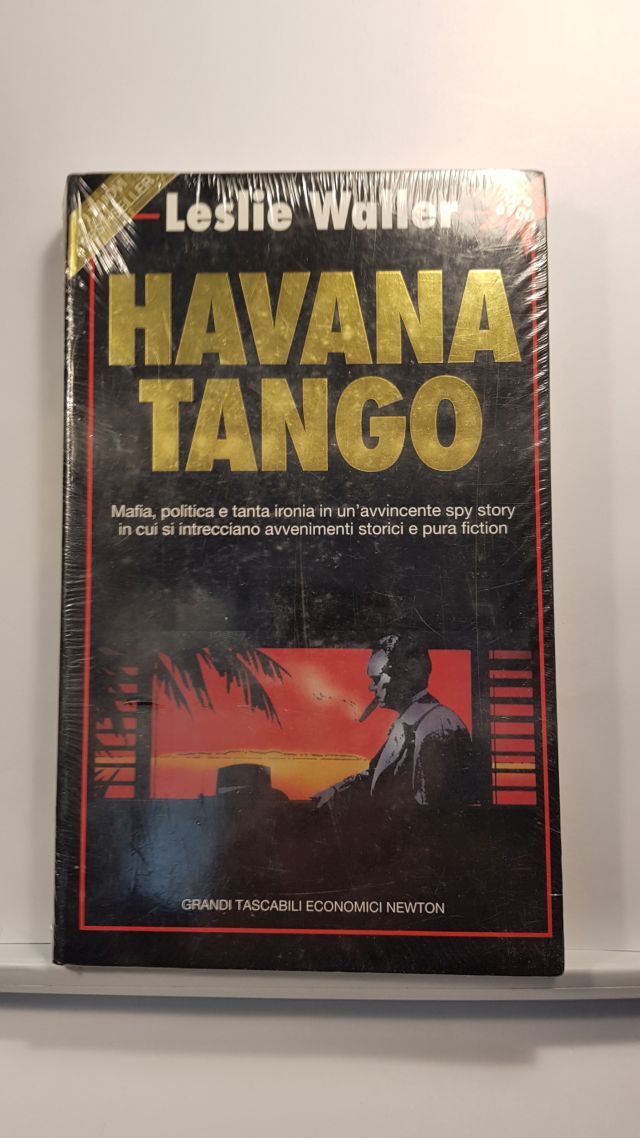 Leslie Waller
HAVANA
TANGO
Mafia, politica e tanta ironia in un'avvincente spy story
in cui si intrecciano avvenimenti storici e pura fiction
GRANDI TASCABILI ECONOMICI NEWTON